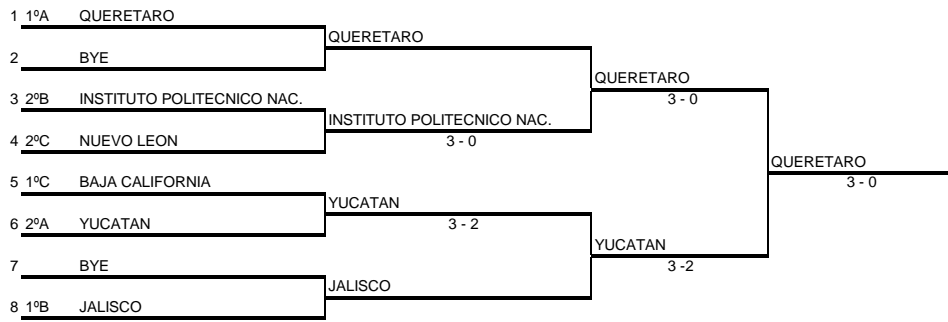 1 1ºA QUERETARO
QUERETARO
2 BYE
QUERETARO
3 2ºB INSTITUTO POLITECNICO NAC.
3 - 0
INSTITUTO POLITECNICO NAC.
4 2ºC NUEVO LEON
3 - 0
QUERETARO
5 1ºC BAJA CALIFORNIA
3 - 0
YUCATAN
6 2ºA YUCATAN
3 - 2
YUCATAN
7 BYE
3 -2
JALISCO
8 1ºB JALISCO